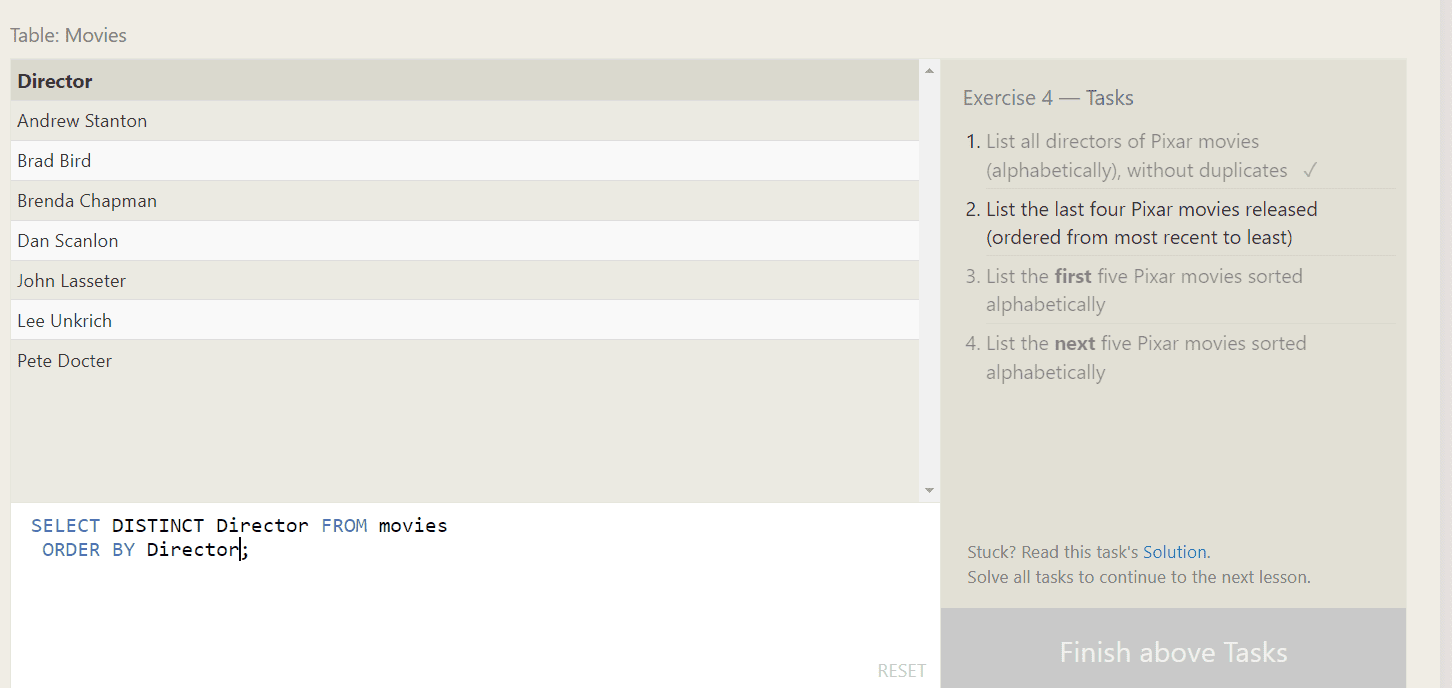 Table: Movies
Director
Andrew Stanton
Brad Bird
Brenda Chapman
Dan Scanlon
John Lasseter
Lee Unkrich
Pete Docter
SELECT DISTINCT Director FROM movies
ORDER BY Director;
RESET
Exercise 4 — Tasks
1. List all directors of Pixar movies
(alphabetically), without duplicates ✓
2. List the last four Pixar movies released
(ordered from most recent to least)
3. List the first five Pixar movies sorted
alphabetically
4. List the next five Pixar movies sorted
alphabetically
Stuck? Read this task's Solution.
Solve all tasks to continue to the next lesson.
Finish above Tasks